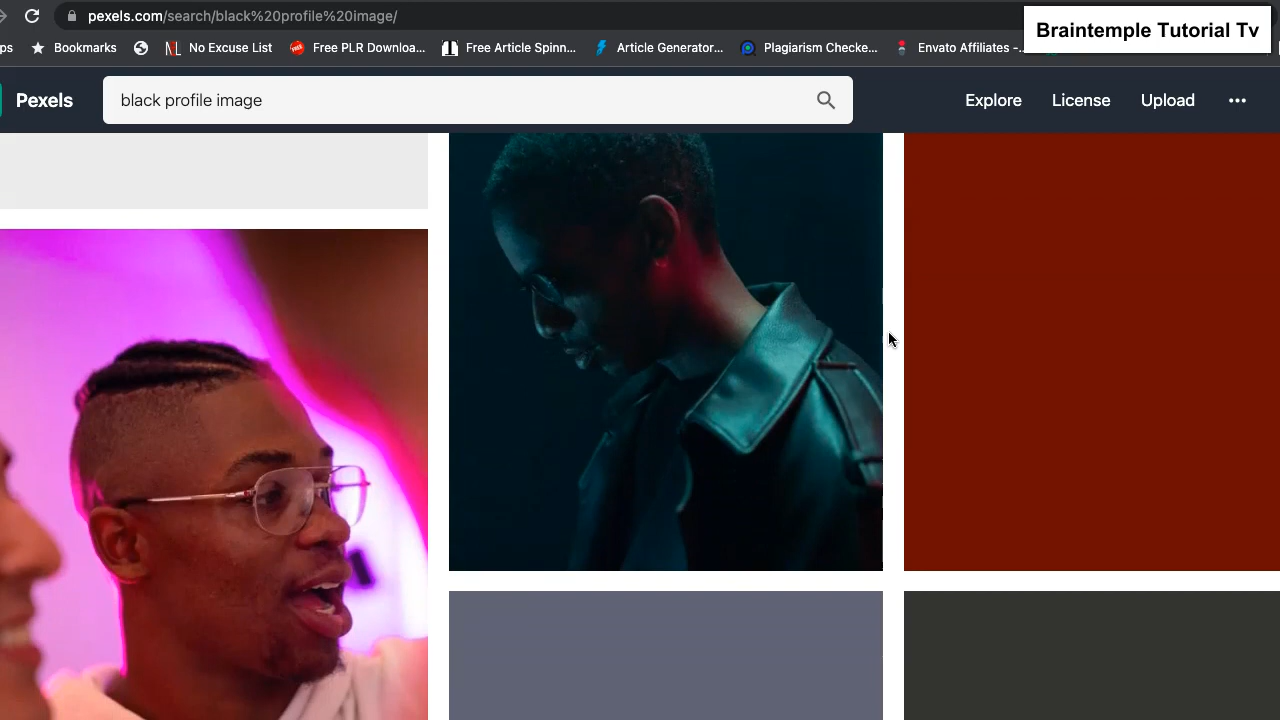 pexels.com/search/black%20profile%20image/
Braintemple Tutorial Tv
ps Bookmarks No Excuse List Free PLR Downloa... Free Article Spinn... Article Generator... Plagiarism Checke... Envato Affiliates –...
Pexels black profile image Explore License Upload •••